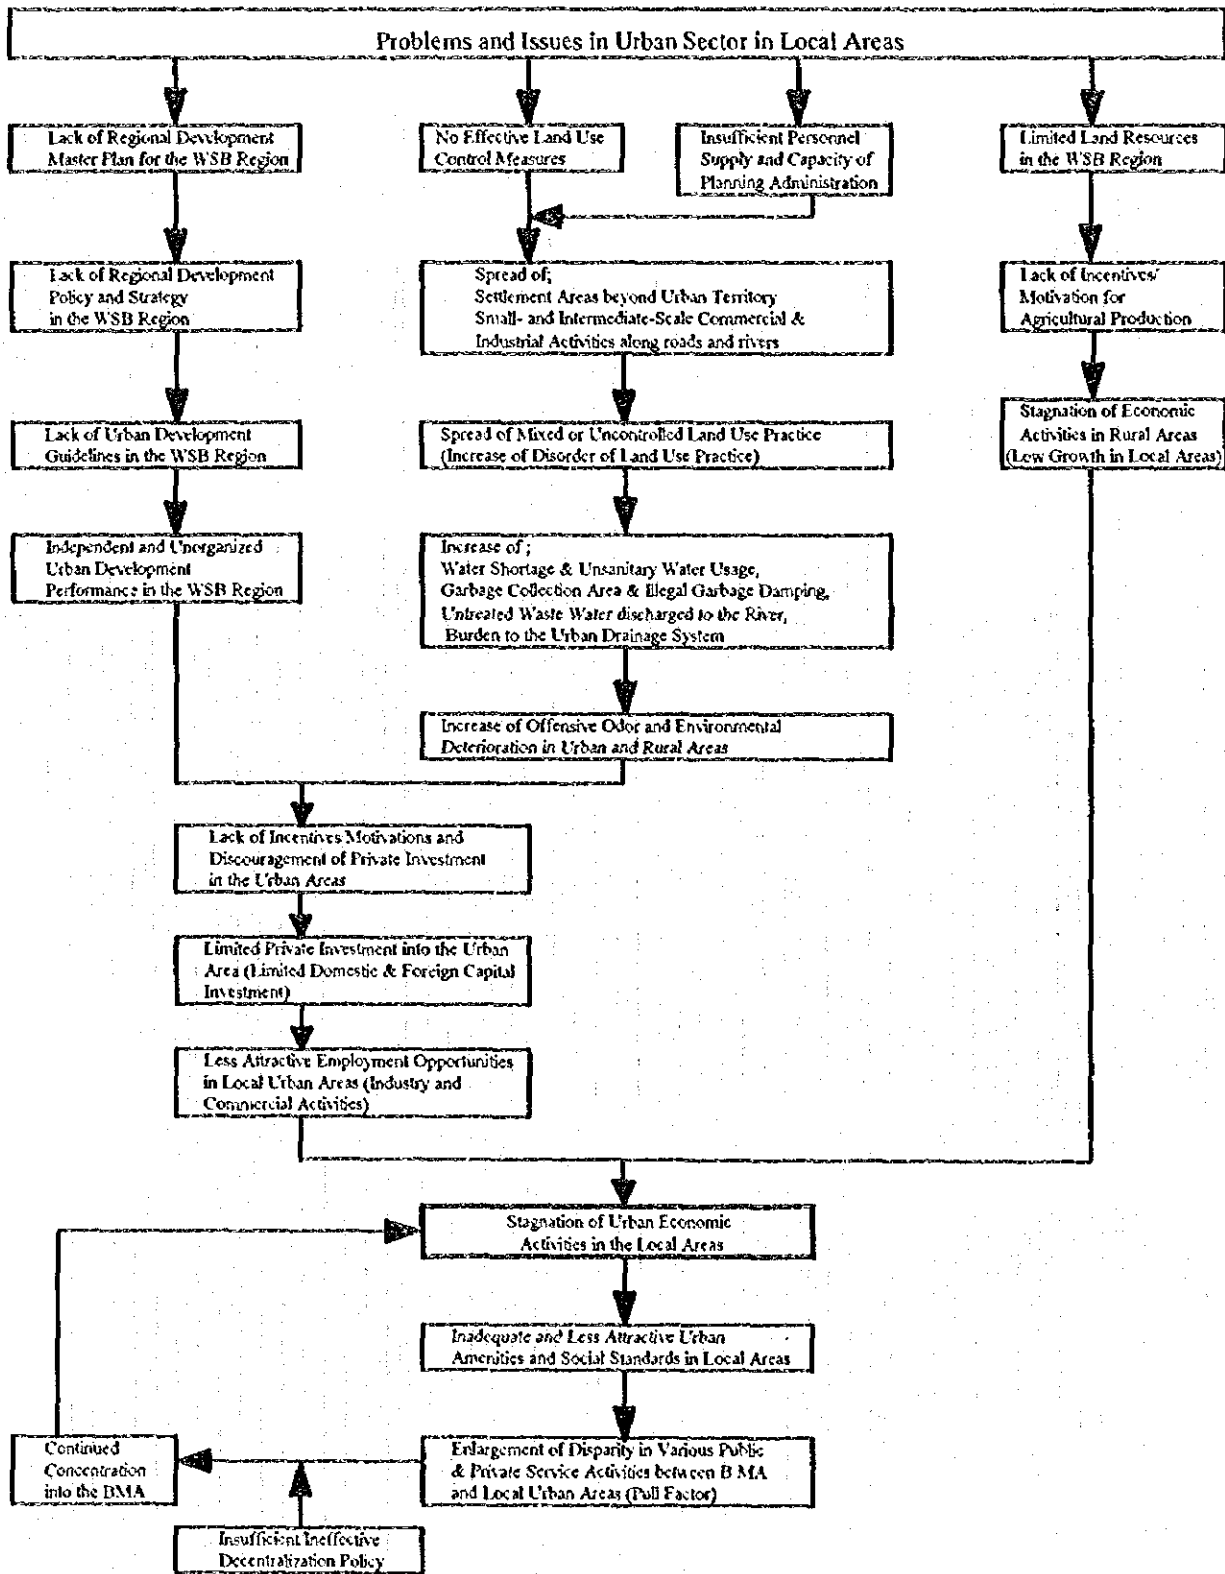 Problems and Issues in Urban Sector in Local Areas
Lack of Regional Development
Master Plan for the WSB Region
No Effective Land Use
Control Measures
Insufficient Personnel
Supply and Capacity of
Planning Administration
Limited Land Resources
in the WSB Region
Lack of Regional Development
Policy and Strategy
in the WSB Region
Spread of;
Settlement Areas beyond Urban Territory
Small- and Intermediate-Scale Commercial &
Industrial Activities along roads and rivers
Lack of Incentives/
Motivation for
Agricultural Production
Lack of Urban Development
Guidelines in the WSB Region
Spread of Mixed or Uncontrolled Land Use Practice
(Increase of Disorder of Land Use Practice)
Stagnation of Economic
Activities in Rural Areas
(Low Growth in Local Areas)
Independent and Unorganized
Urban Development
Performance in the WSB Region
Increase of ;
Water Shortage & Unsanitary Water Usage,
Garbage Collection Area & Illegal Garbage Damping,
Untreated Waste Water discharged to the River,
Burden to the Urban Drainage System
Increase of Offensive Odor and Environmental
Deterioration in Urban and Rural Areas
Lack of Incentives Motivations and
Discouragement of Private Investment
in the Urban Areas
Limited Private Investment into the Urban
Area (Limited Domestic & Foreign Capital
Investment)
Less Attractive Employment Opportunities
in Local Urban Areas (Industry and
Commercial Activities)
Stagnation of Urban Economic
Activities in the Local Areas
Inadequate and Less Attractive Urban
Amenities and Social Standards in Local Areas
Continued
Concentration
into the BMA
Enlargement of Disparity in Various Public
& Private Service Activities between BMA
and Local Urban Areas (Pull Factor)
Insufficient Ineffective
Decentralization Policy